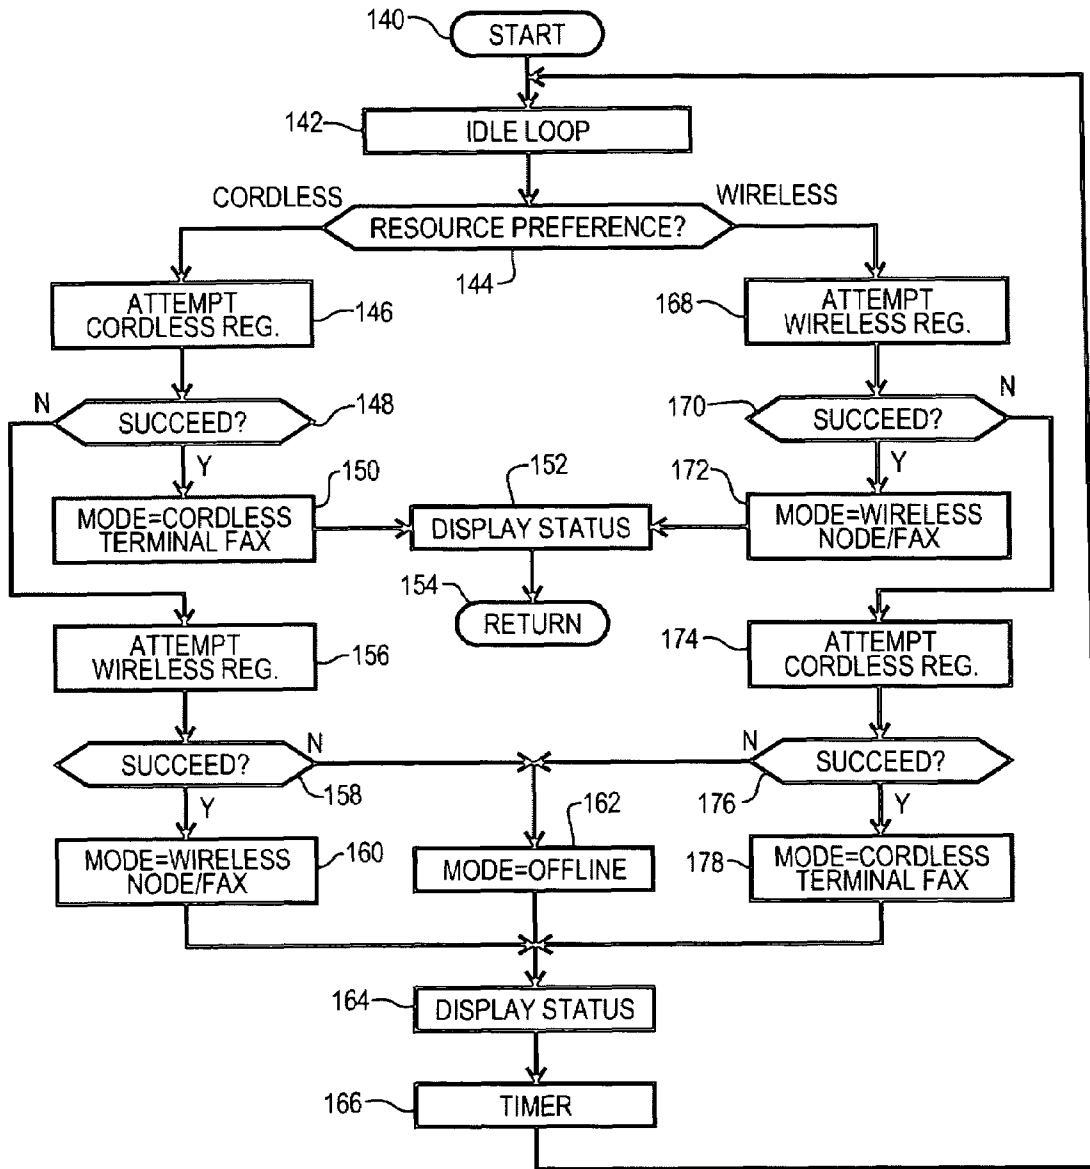 140
START
142
IDLE LOOP
CORDLESS
WIRELESS
RESOURCE PREFERENCE?
144
ATTEMPT
CORDLESS REG.
146
168
ATTEMPT
WIRELESS REG.
N
SUCCEED?
148
Y
170
SUCCEED?
N
Y
150
MODE=CORDLESS
TERMINAL FAX
152
DISPLAY STATUS
172
MODE=WIRELESS
NODE/FAX
154
RETURN
ATTEMPT
WIRELESS REG.
156
174
ATTEMPT
CORDLESS REG.
SUCCEED?
N
158
Y
N
SUCCEED?
176
Y
MODE=WIRELESS
NODE/FAX
160
162
MODE=OFFLINE
178
MODE=CORDLESS
TERMINAL FAX
164
DISPLAY STATUS
166
TIMER